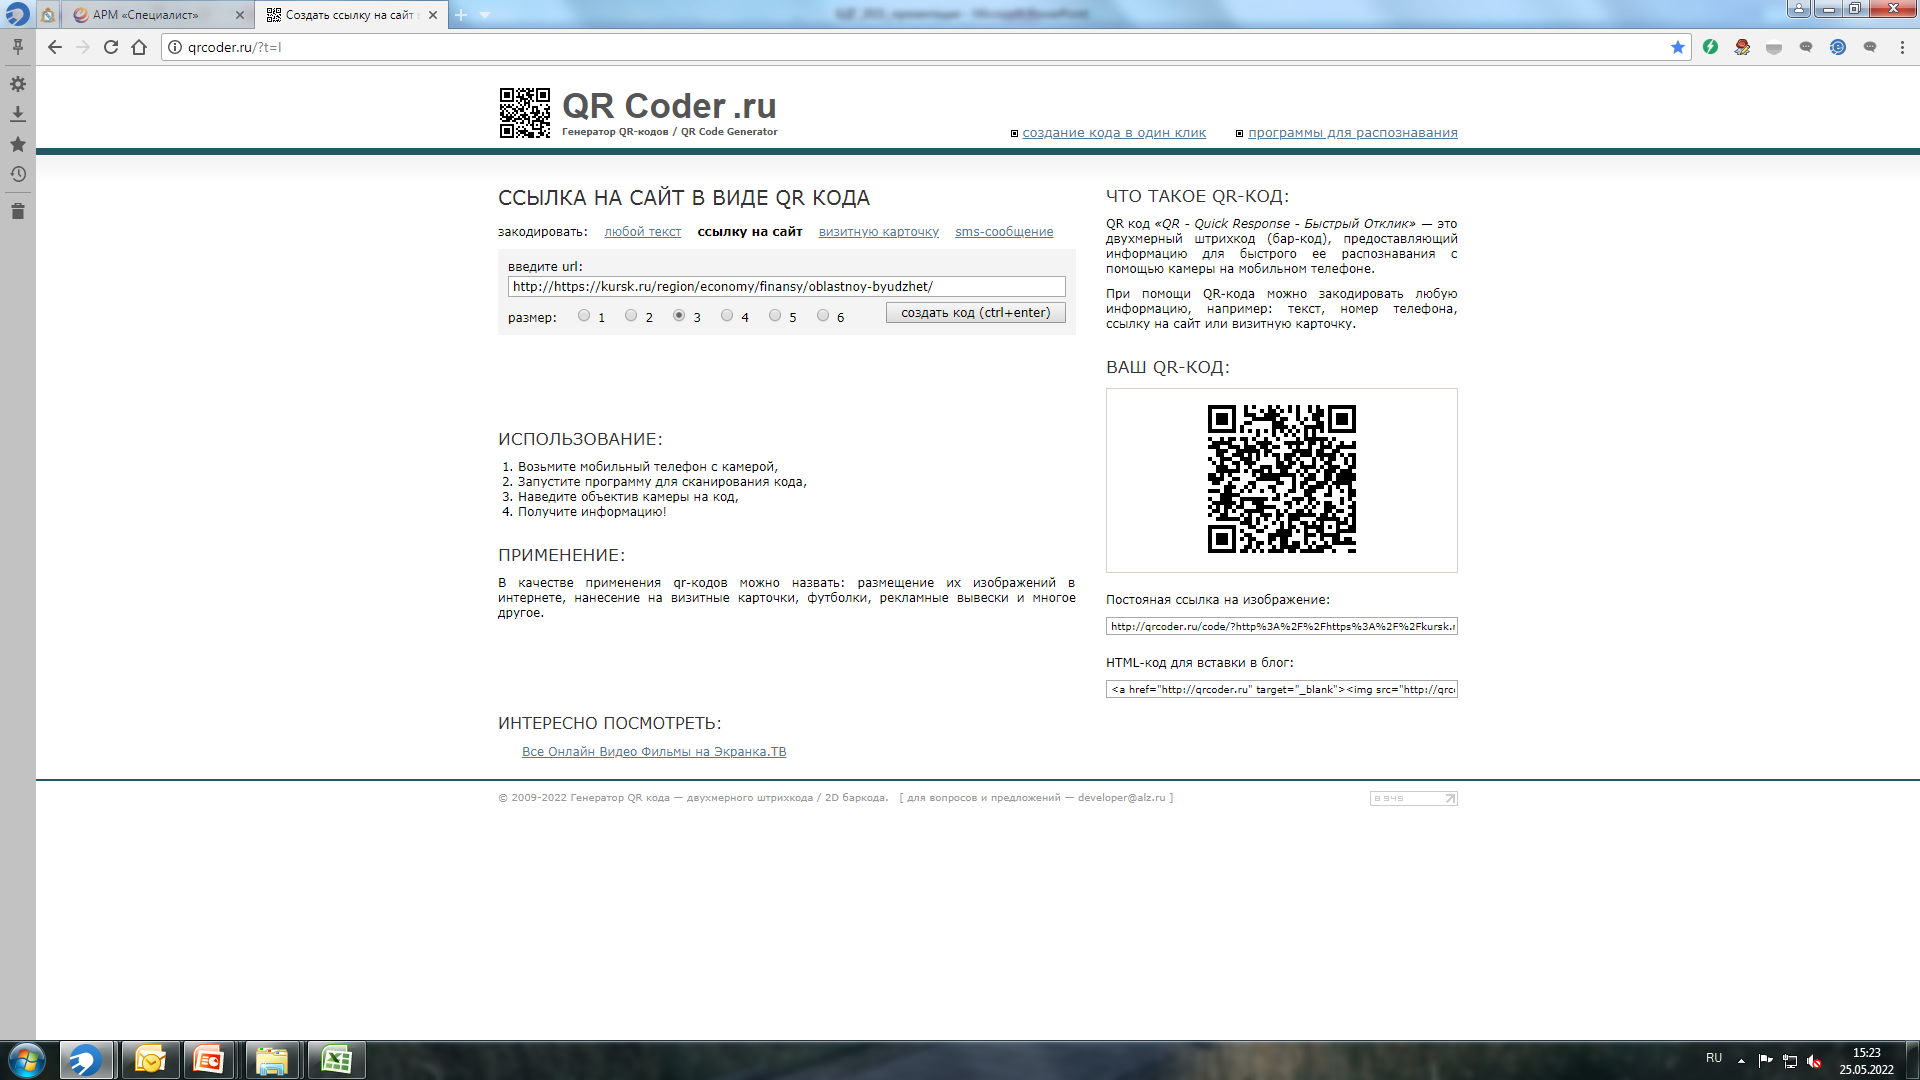 АРМ «Специалист»
Создать ссылку на сайт
qrcoder.ru/?t=l
QR Coder.ru
Генератор QR-кодов / QR Code Generator
создание кода в один клик
программы для распознавания
ССЫЛКА НА САЙТ В ВИДЕ QR КОДА
закодировать: любой текст ссылку на сайт визитную карточку sms-сообщение
введите url:
http://https://kursk.ru/region/economy/finansy/oblastnoy-byudzhet/
размер: 1 2 3 4 5 6 создать код (ctrl+enter)
ИСПОЛЬЗОВАНИЕ:
1. Возьмите мобильный телефон с камерой,
2. Запустите программу для сканирования кода,
3. Наведите объектив камеры на код,
4. Получите информацию!
ПРИМЕНЕНИЕ:
В качестве применения qr-кодов можно назвать: размещение их изображений в
интернете, нанесение на визитные карточки, футболки, рекламные вывески и многое
другое.
ИНТЕРЕСНО ПОСМОТРЕТЬ:
Все Онлайн Видео Фильмы на Экранка.ТВ
ЧТО ТАКОЕ QR-КОД:
QR код «QR - Quick Response - Быстрый Отклик» — это
двухмерный штрихкод (бар-код), предоставляющий
информацию для быстрого ее распознавания с
помощью камеры на мобильном телефоне.
При помощи QR-кода можно закодировать любую
информацию, например: текст, номер телефона,
ссылку на сайт или визитную карточку.
ВАШ QR-КОД:
Постояная ссылка на изображение:
http://qrcoder.ru/code/?http%3A%2F%2Fhttps%3A%2F%2Fkursk.r
HTML-код для вставки в блог:
<a href="http://qrcoder.ru" target="_blank"><img src="http://qrc
© 2009-2022 Генератор QR кода — двухмерного штрихкода / 2D баркода. [ для вопросов и предложений — developer@alz.ru ]
8 945
RU
15:23
25.05.2022